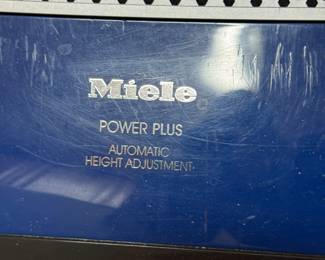 Miele
POWER PLUS
AUTOMATIC
HEIGHT ADJUSTMENT